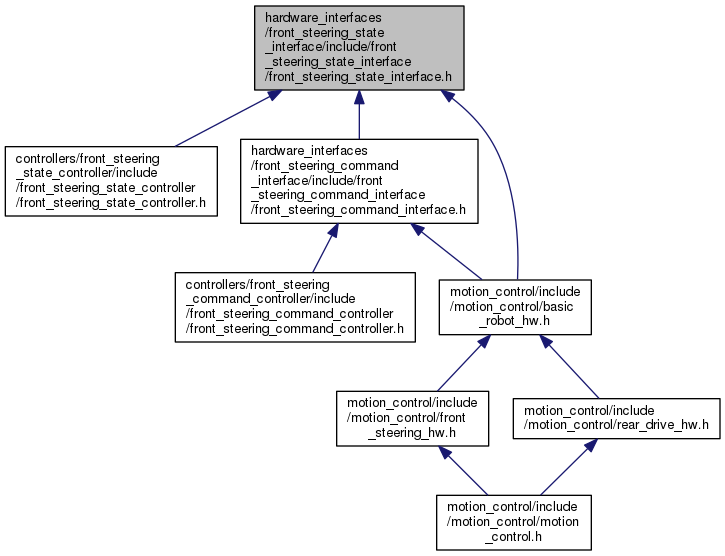 hardware_interfaces
/front_steering_state
_interface/include/front
_steering_state_interface
/front_steering_state_interface.h
controllers/front_steering
_state_controller/include
/front_steering_state_controller
/front_steering_state_controller.h
hardware_interfaces
/front_steering_command
_interface/include/front
_steering_command_interface
/front_steering_command_interface.h
controllers/front_steering
_command_controller/include
/front_steering_command_controller
/front_steering_command_controller.h
motion_control/include
/motion_control/basic
_robot_hw.h
motion_control/include
/motion_control/front
_steering_hw.h
motion_control/include
/motion_control/rear_drive_hw.h
motion_control/include
/motion_control/motion
_control.h